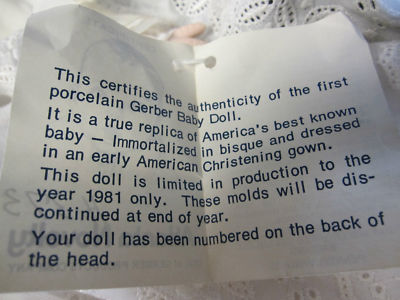 This certifies the authenticity of the first
porcelain Gerber Baby Doll.
It is a true replica of America's best known
baby — Immortalized in bisque and dressed
in an early American Christening gown.
This doll is limited in production to the
year 1981 only. These molds will be dis-
continued at end of year.
Your doll has been numbered on the back of
the head.